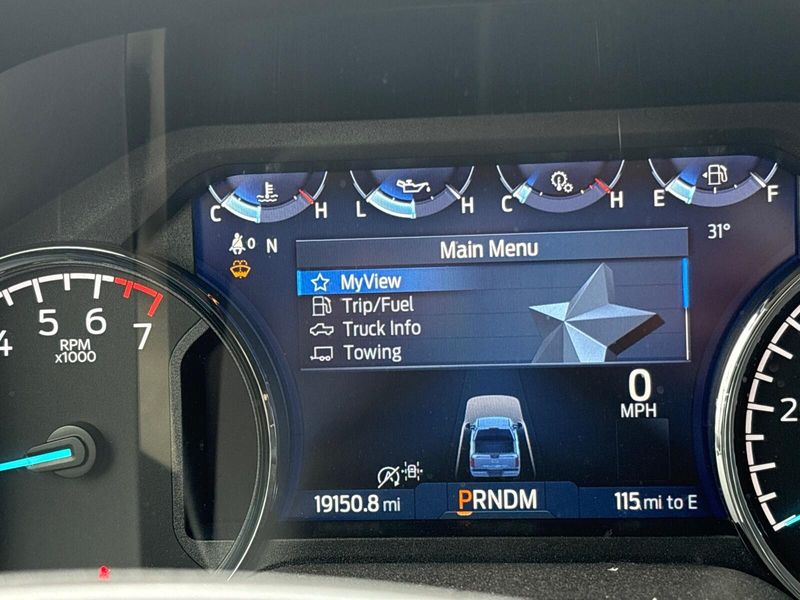 C H L H C H E F
0 N
31°
Main Menu
MyView
Trip/Fuel
Truck Info
Towing
4 5 6 7
RPM
x1000
2
0
MPH
19150.8 mi
PRNDM
115 mi to E